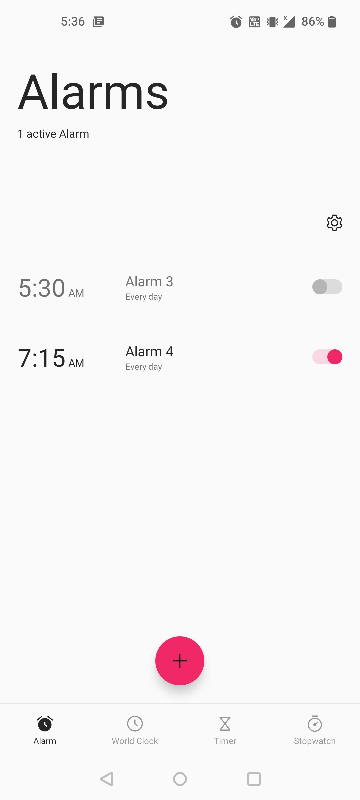 5:36
86%
Alarms
1 active Alarm
5:30 AM
Alarm 3
Every day
7:15 AM
Alarm 4
Every day
Alarm
World Clock
Timer
Stopwatch